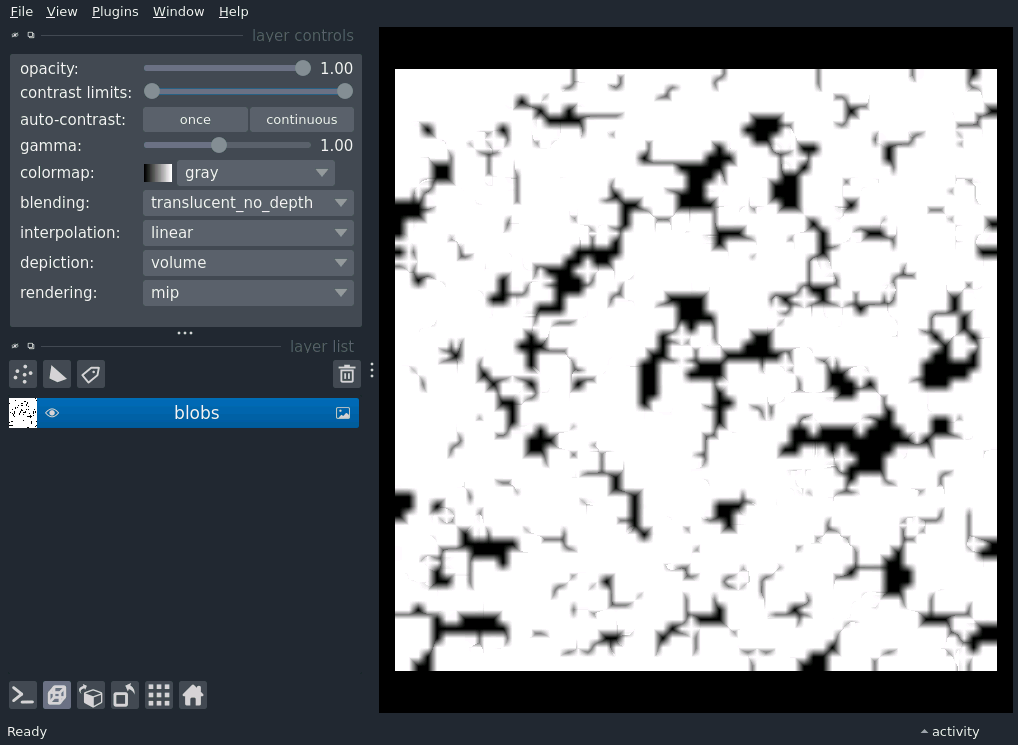 File View Plugins Window Help
layer controls
opacity: 1.00
contrast limits:
auto-contrast: once continuous
gamma: 1.00
colormap: gray
blending: translucent_no_depth
interpolation: linear
depiction: volume
rendering: mip
layer list
blobs
Ready activity